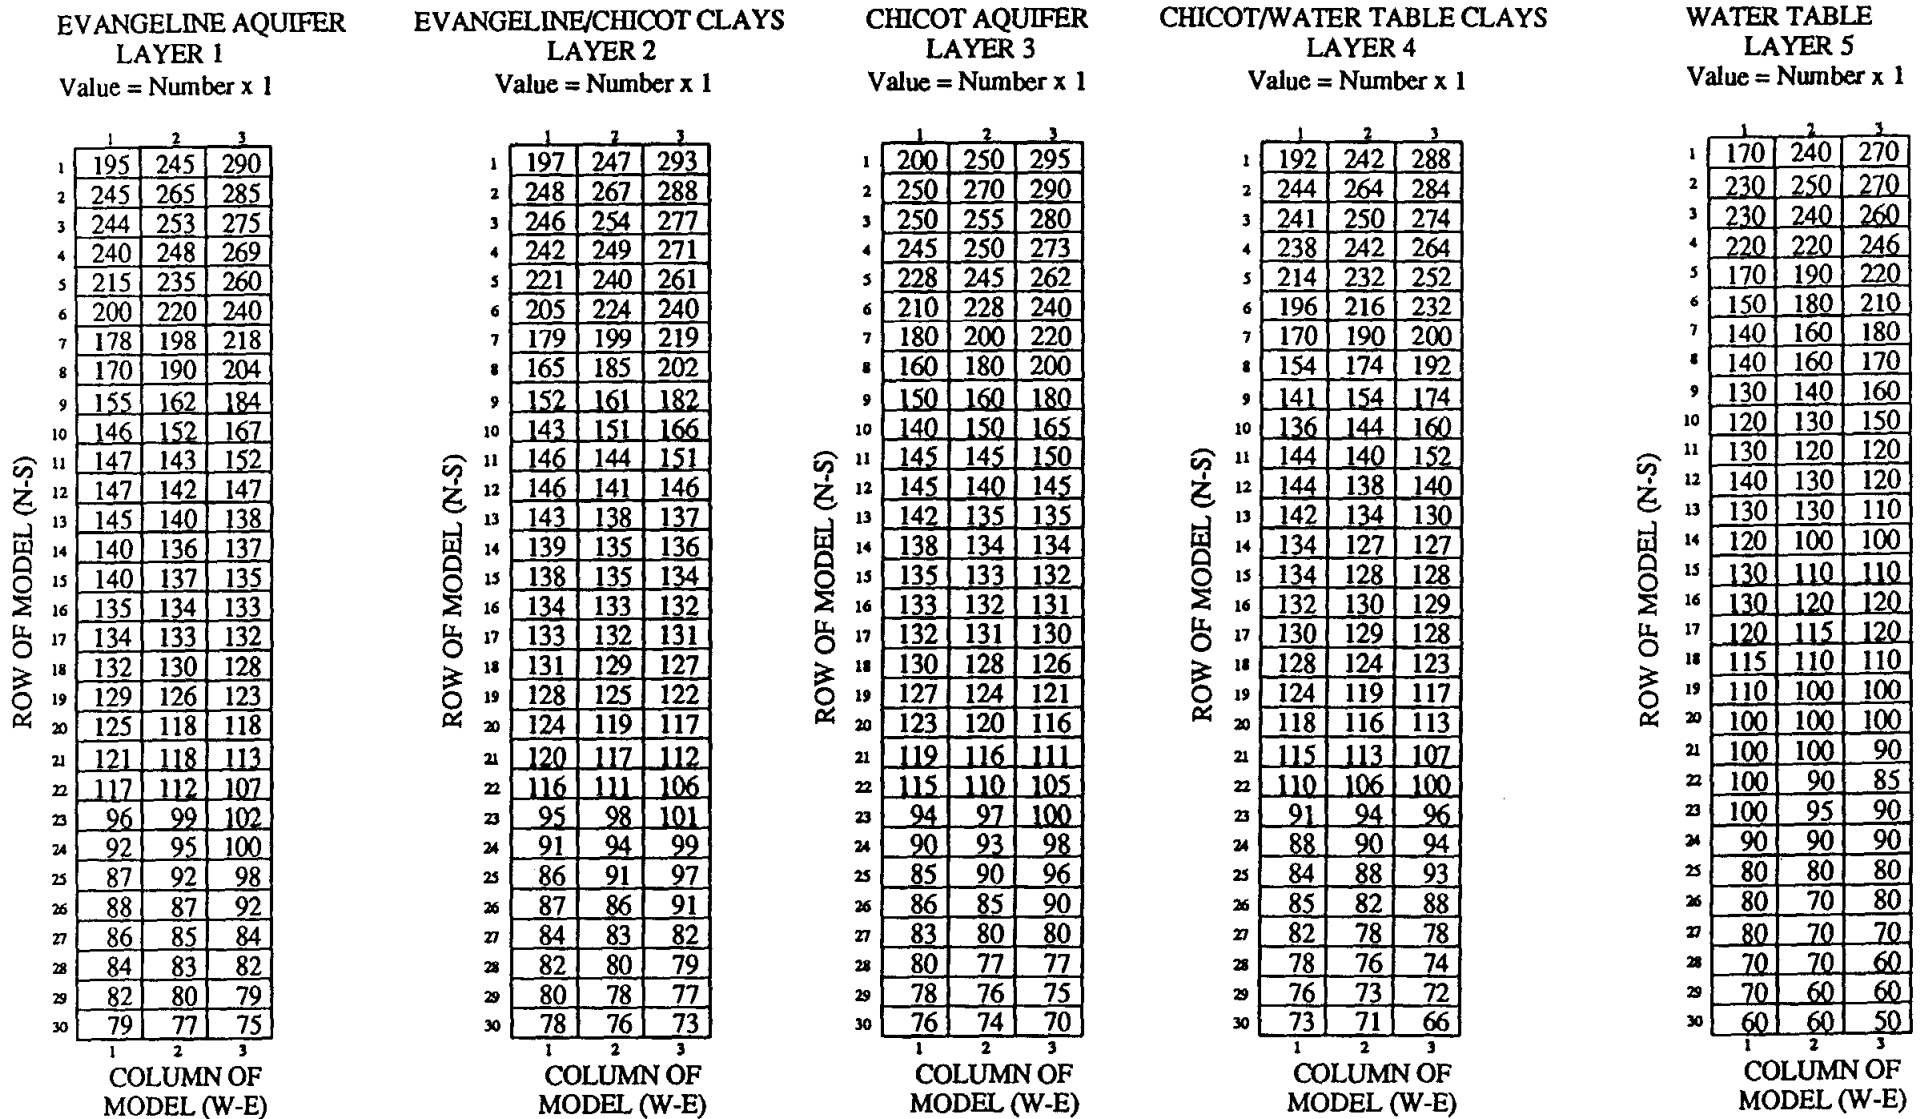 EVANGELINE AQUIFER
LAYER 1
Value = Number x 1
1 2 3
1 195 245 290
2 245 265 285
3 244 253 275
4 240 248 269
5 215 235 260
6 200 220 240
7 178 198 218
8 170 190 204
9 155 162 184
10 146 152 167
11 147 143 152
12 147 142 147
13 145 140 138
14 140 136 137
15 140 137 135
16 135 134 133
17 134 133 132
18 132 130 128
19 129 126 123
20 125 118 118
21 121 118 113
22 117 112 107
23 96 99 102
24 92 95 100
25 87 92 98
26 88 87 92
27 86 85 84
28 84 83 82
29 82 80 79
30 79 77 75
1 2 3
ROW OF MODEL (N-S)
COLUMN OF
MODEL (W-E)
EVANGELINE/CHICOT CLAYS
LAYER 2
Value = Number x 1
1 2 3
1 197 247 293
2 248 267 288
3 246 254 277
4 242 249 271
5 221 240 261
6 205 224 240
7 179 199 219
8 165 185 202
9 152 161 182
10 143 151 166
11 146 144 151
12 146 141 146
13 143 138 137
14 139 135 136
15 138 135 134
16 134 133 132
17 133 132 131
18 131 129 127
19 128 125 122
20 124 119 117
21 120 117 112
22 116 111 106
23 95 98 101
24 91 94 99
25 86 91 97
26 87 86 91
27 84 83 82
28 82 80 79
29 80 78 77
30 78 76 73
1 2 3
ROW OF MODEL (N-S)
COLUMN OF
MODEL (W-E)
CHICOT AQUIFER
LAYER 3
Value = Number x 1
1 2 3
1 200 250 295
2 250 270 290
3 250 255 280
4 245 250 273
5 228 245 262
6 210 228 240
7 180 200 220
8 160 180 200
9 150 160 180
10 140 150 165
11 145 145 150
12 145 140 145
13 142 135 135
14 138 134 134
15 135 133 132
16 133 132 131
17 132 131 130
18 130 128 126
19 127 124 121
20 123 120 116
21 119 116 111
22 115 110 105
23 94 97 100
24 90 93 98
25 85 90 96
26 86 85 90
27 83 80 80
28 80 77 77
29 78 76 75
30 76 74 70
1 2 3
ROW OF MODEL (N-S)
COLUMN OF
MODEL (W-E)
CHICOT/WATER TABLE CLAYS
LAYER 4
Value = Number x 1
1 2 3
1 192 242 288
2 244 264 284
3 241 250 274
4 238 242 264
5 214 232 252
6 196 216 232
7 170 190 200
8 154 174 192
9 141 154 174
10 136 144 160
11 144 140 152
12 144 138 140
13 142 134 130
14 134 127 127
15 134 128 128
16 132 130 129
17 130 129 128
18 128 124 123
19 124 119 117
20 118 116 113
21 115 113 107
22 110 106 100
23 91 94 96
24 88 90 94
25 84 88 93
26 85 82 88
27 82 78 78
28 78 76 74
29 76 73 72
30 73 71 66
1 2 3
ROW OF MODEL (N-S)
COLUMN OF
MODEL (W-E)
WATER TABLE
LAYER 5
Value = Number x 1
1 2 3
1 170 240 270
2 230 250 270
3 230 240 260
4 220 220 246
5 170 190 220
6 150 180 210
7 140 160 180
8 140 160 170
9 130 140 160
10 120 130 150
11 130 120 120
12 140 130 120
13 130 130 110
14 120 100 100
15 130 110 110
16 130 120 120
17 120 115 120
18 115 110 110
19 110 100 100
20 100 100 100
21 100 100 90
22 100 90 85
23 100 95 90
24 90 90 90
25 80 80 80
26 80 70 80
27 80 70 70
28 70 70 60
29 70 60 60
30 60 60 50
1 2 3
ROW OF MODEL (N-S)
COLUMN OF
MODEL (W-E)